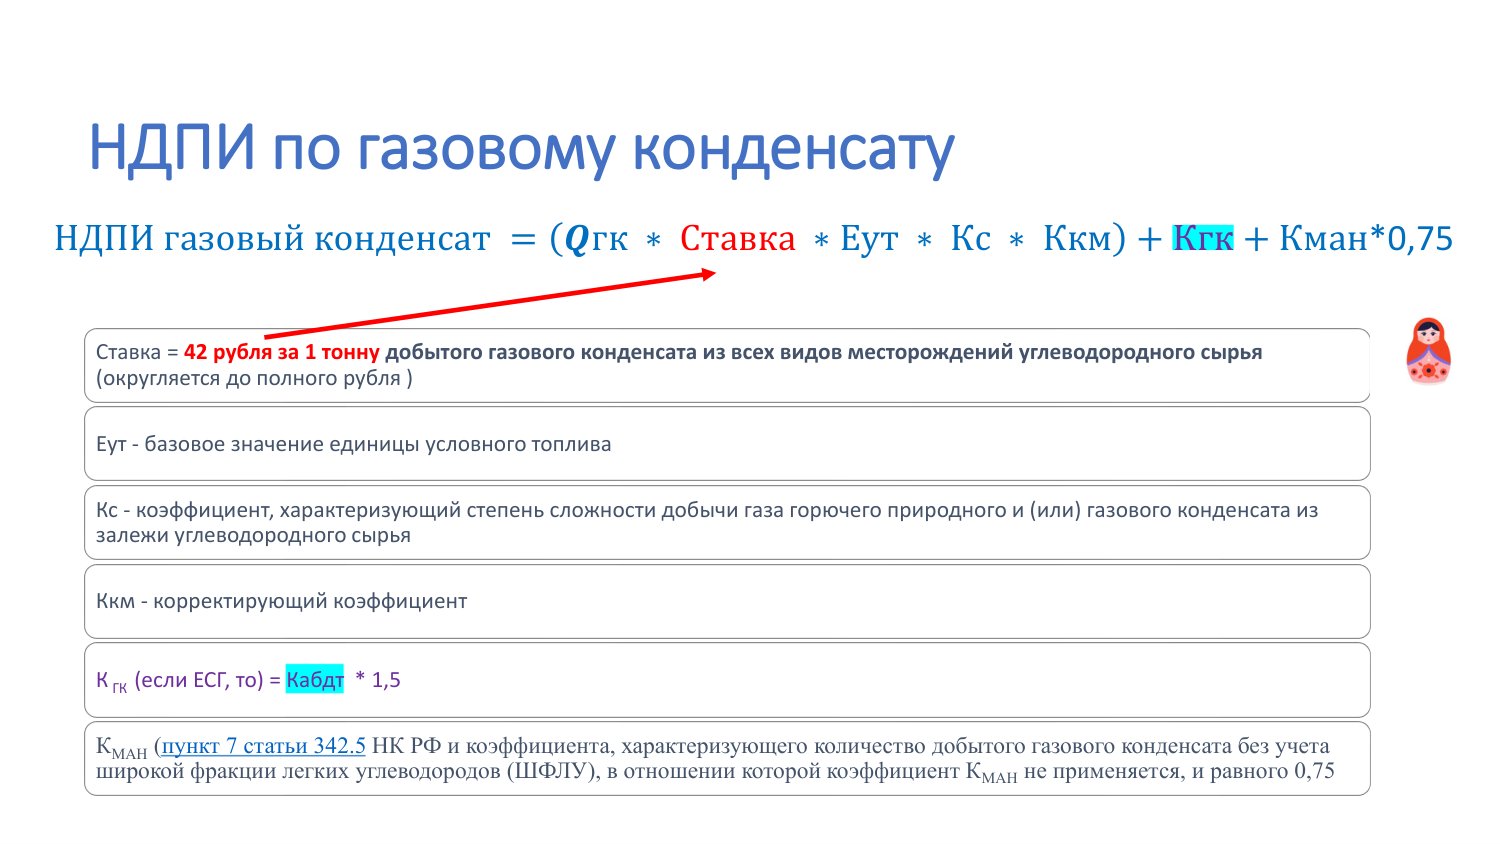 НДПИ по газовому конденсату
НДПИ газовый конденсат = (Qгк ∗ Ставка ∗ Еут ∗ Кс ∗ Ккм) + Кгк + Кман*0,75
Ставка = 42 рубля за 1 тонну добытого газового конденсата из всех видов месторождений углеводородного сырья
(округляется до полного рубля )
Еут - базовое значение единицы условного топлива
Кс - коэффициент, характеризующий степень сложности добычи газа горючего природного и (или) газового конденсата из
залежи углеводородного сырья
Ккм - корректирующий коэффициент
К ГК (если ЕСГ, то) = Кабдт * 1,5
КМАН (пункт 7 статьи 342.5 НК РФ и коэффициента, характеризующего количество добытого газового конденсата без учета
широкой фракции легких углеводородов (ШФЛУ), в отношении которой коэффициент КМАН не применяется, и равного 0,75